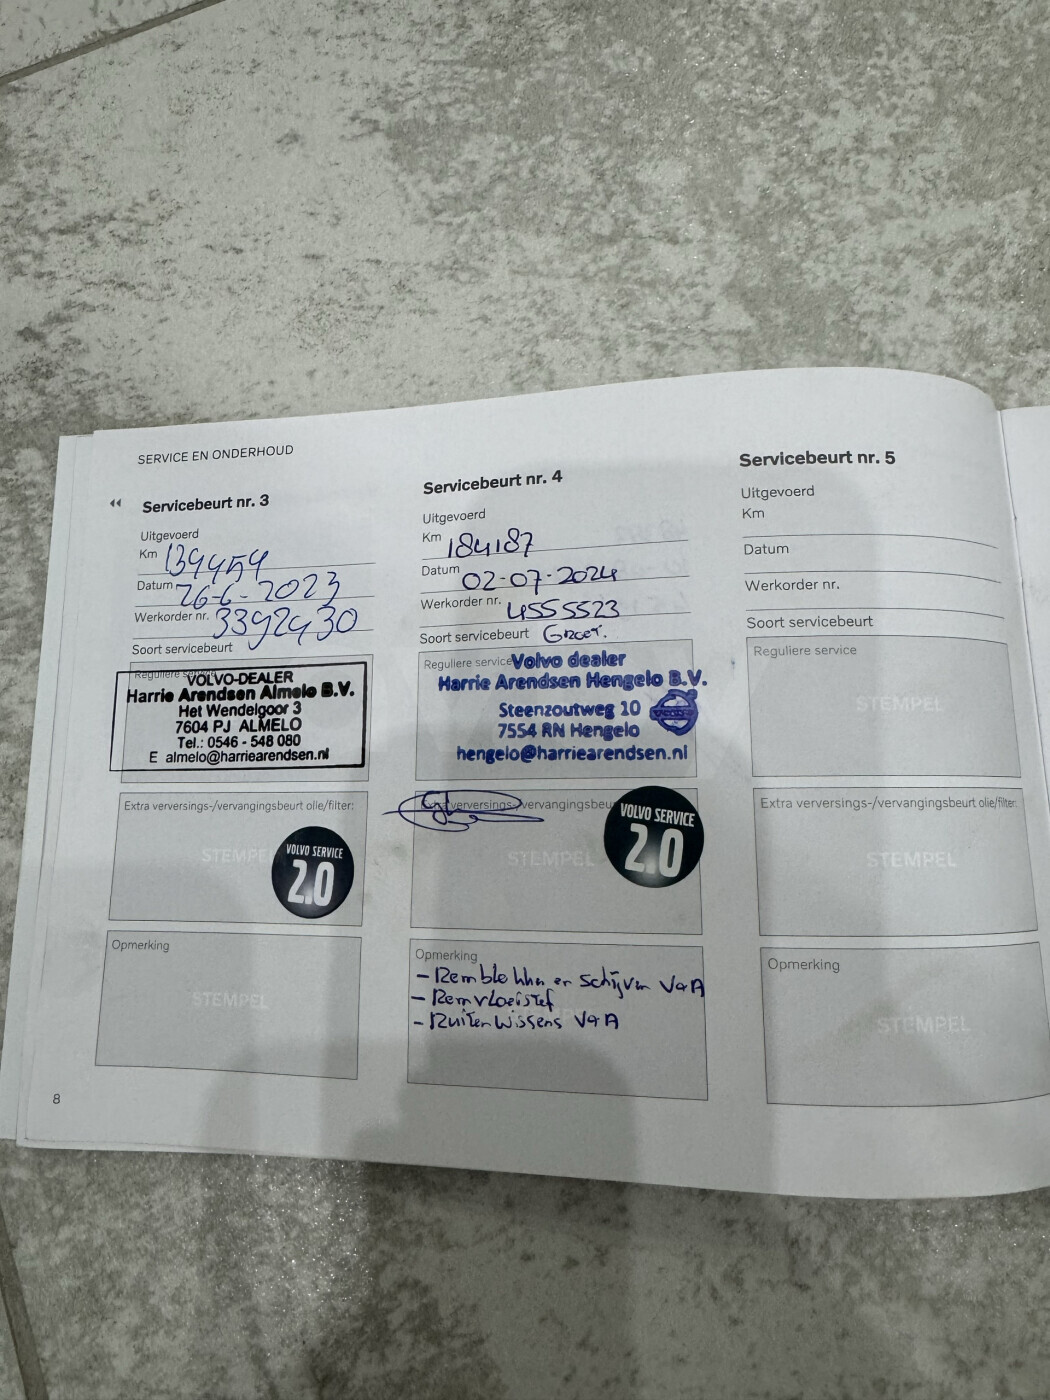 SERVICE EN ONDERHOUD
Servicebeurt nr. 3
Uitgevoerd
Km 139459
Datum 26-6-2023
Werkorder nr. 3392430
Soort servicebeurt
Reguliere service
VOLVO-DEALER
Harrie Arendsen Almelo B.V.
Het Wendelgoor 3
7604 PJ ALMELO
Tel.: 0546 - 548 080
E almelo@harriearendsen.nl
Extra verversings-/vervangingsbeurt olie/filter:
STEMPEL
VOLVO SERVICE
2.0
Opmerking
STEMPEL
8
Servicebeurt nr. 4
Uitgevoerd
Km 184187
Datum 02-07-2024
Werkorder nr. 4555523
Soort servicebeurt Groot.
Reguliere service
Volvo dealer
Harrie Arendsen Hengelo B.V.
Steenzoutweg 10
7554 RN Hengelo
hengelo@harriearendsen.nl
VOLVO
Extra verversings-/vervangingsbeu
STEMPEL
VOLVO SERVICE
2.0
Opmerking
- Remblokken en schijven V+A
- Remvloeistof
- Ruitenwissers V+A
Servicebeurt nr. 5
Uitgevoerd
Km
Datum
Werkorder nr.
Soort servicebeurt
Reguliere service
STEMPEL
Extra verversings-/vervangingsbeurt olie/filter:
STEMPEL
Opmerking
STEMPEL